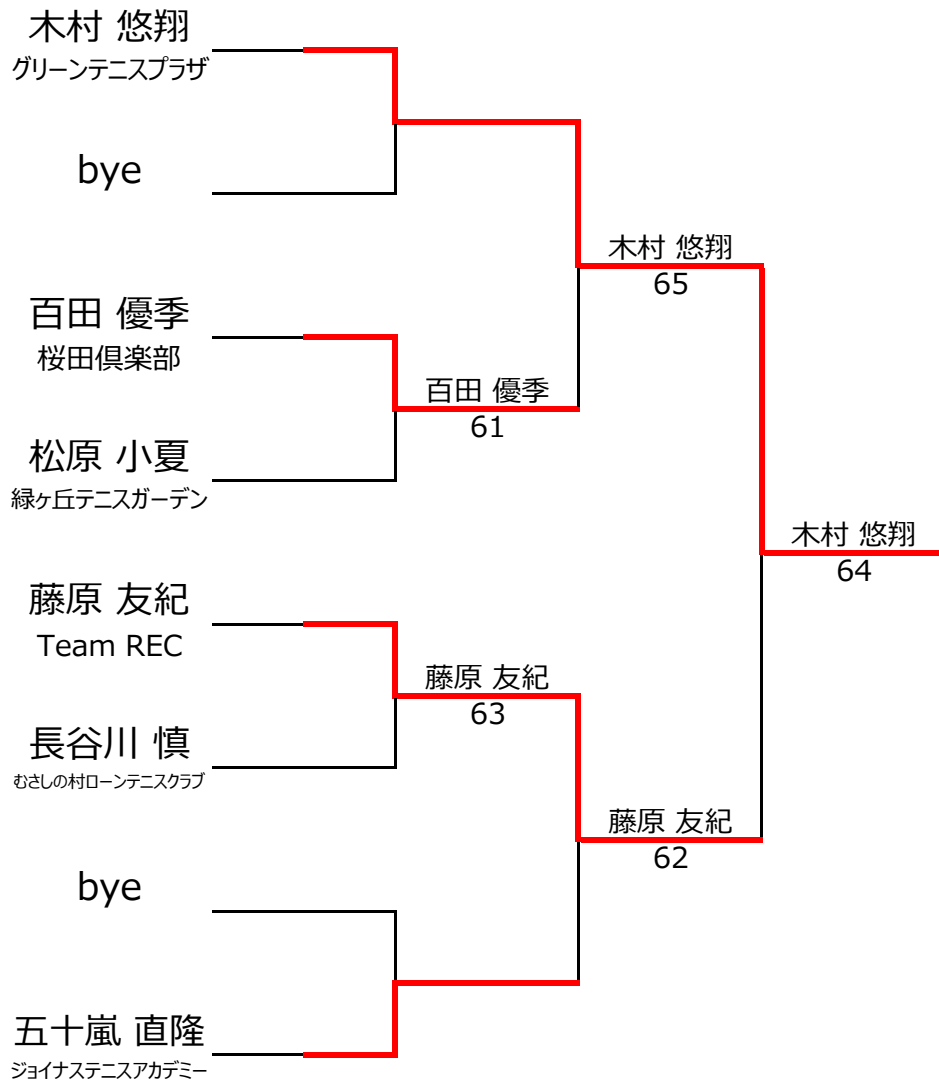 木村 悠翔
グリーンテニスプラザ
bye
木村 悠翔
65
百田 優季
桜田倶楽部
百田 優季
61
松原 小夏
緑ヶ丘テニスガーデン
木村 悠翔
64
藤原 友紀
Team REC
藤原 友紀
63
長谷川 慎
むさしの村ローンテニスクラブ
藤原 友紀
62
bye
五十嵐 直隆
ジョイナステニスアカデミー